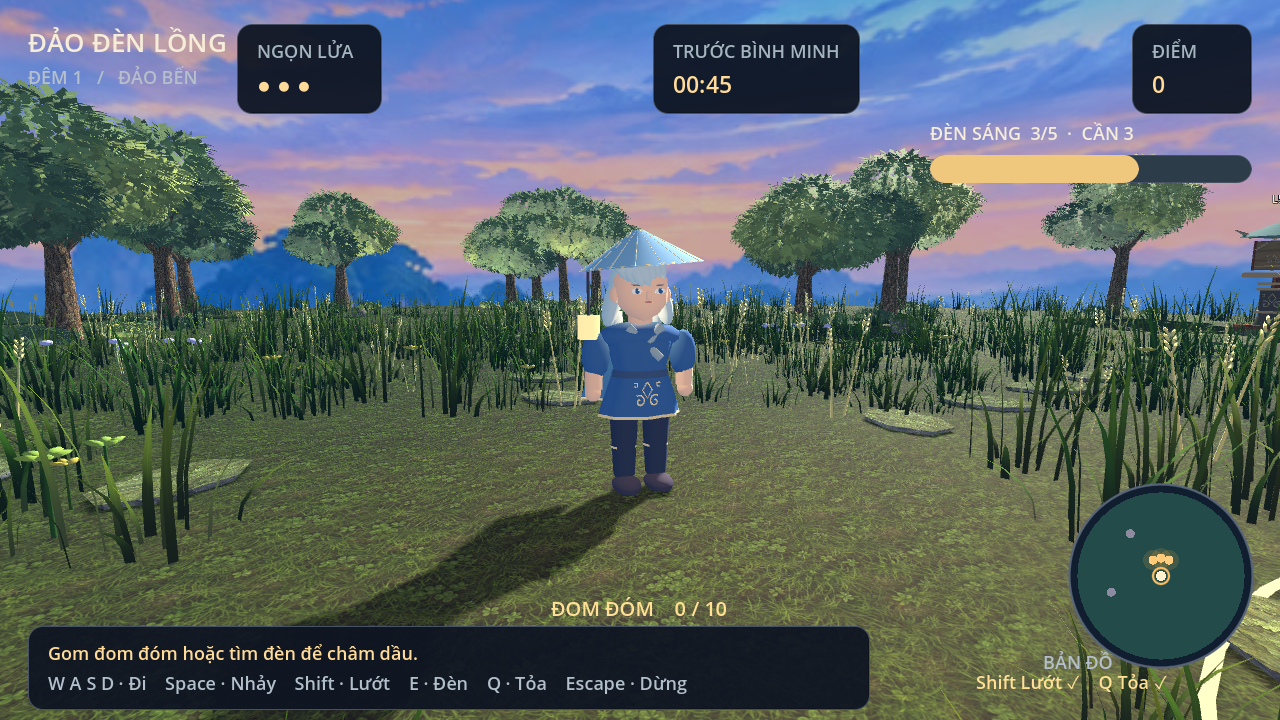 ĐẢO ĐÈN LỒNG
ĐÊM 1 / ĐẢO BẾN
NGỌN LỬA
TRƯỚC BÌNH MINH
00:45
ĐIỂM
0
ĐÈN SÁNG 3/5 · CẦN 3
ĐOM ĐÓM 0 / 10
Gom đom đóm hoặc tìm đèn để châm dầu.
W A S D · Đi Space · Nhảy Shift · Lướt E · Đèn Q · Tỏa Escape · Dừng
BẢN ĐỒ
Shift Lướt ✓ Q Tỏa ✓